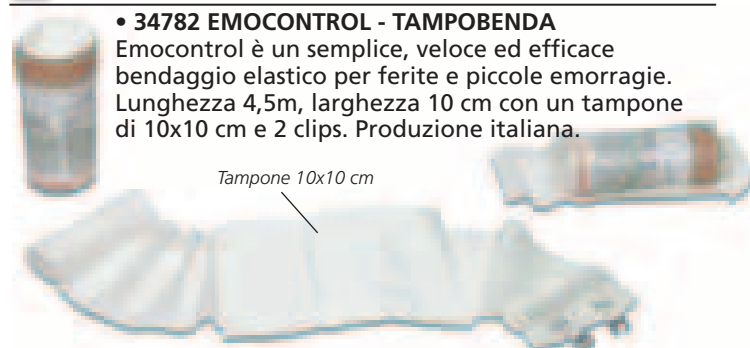 • 34782 EMOCONTROL - TAMPOBENDA
Emocontrol è un semplice, veloce ed efficace
bendaggio elastico per ferite e piccole emorragie.
Lunghezza 4,5m, larghezza 10 cm con un tampone
di 10x10 cm e 2 clips. Produzione italiana.
Tampone 10x10 cm